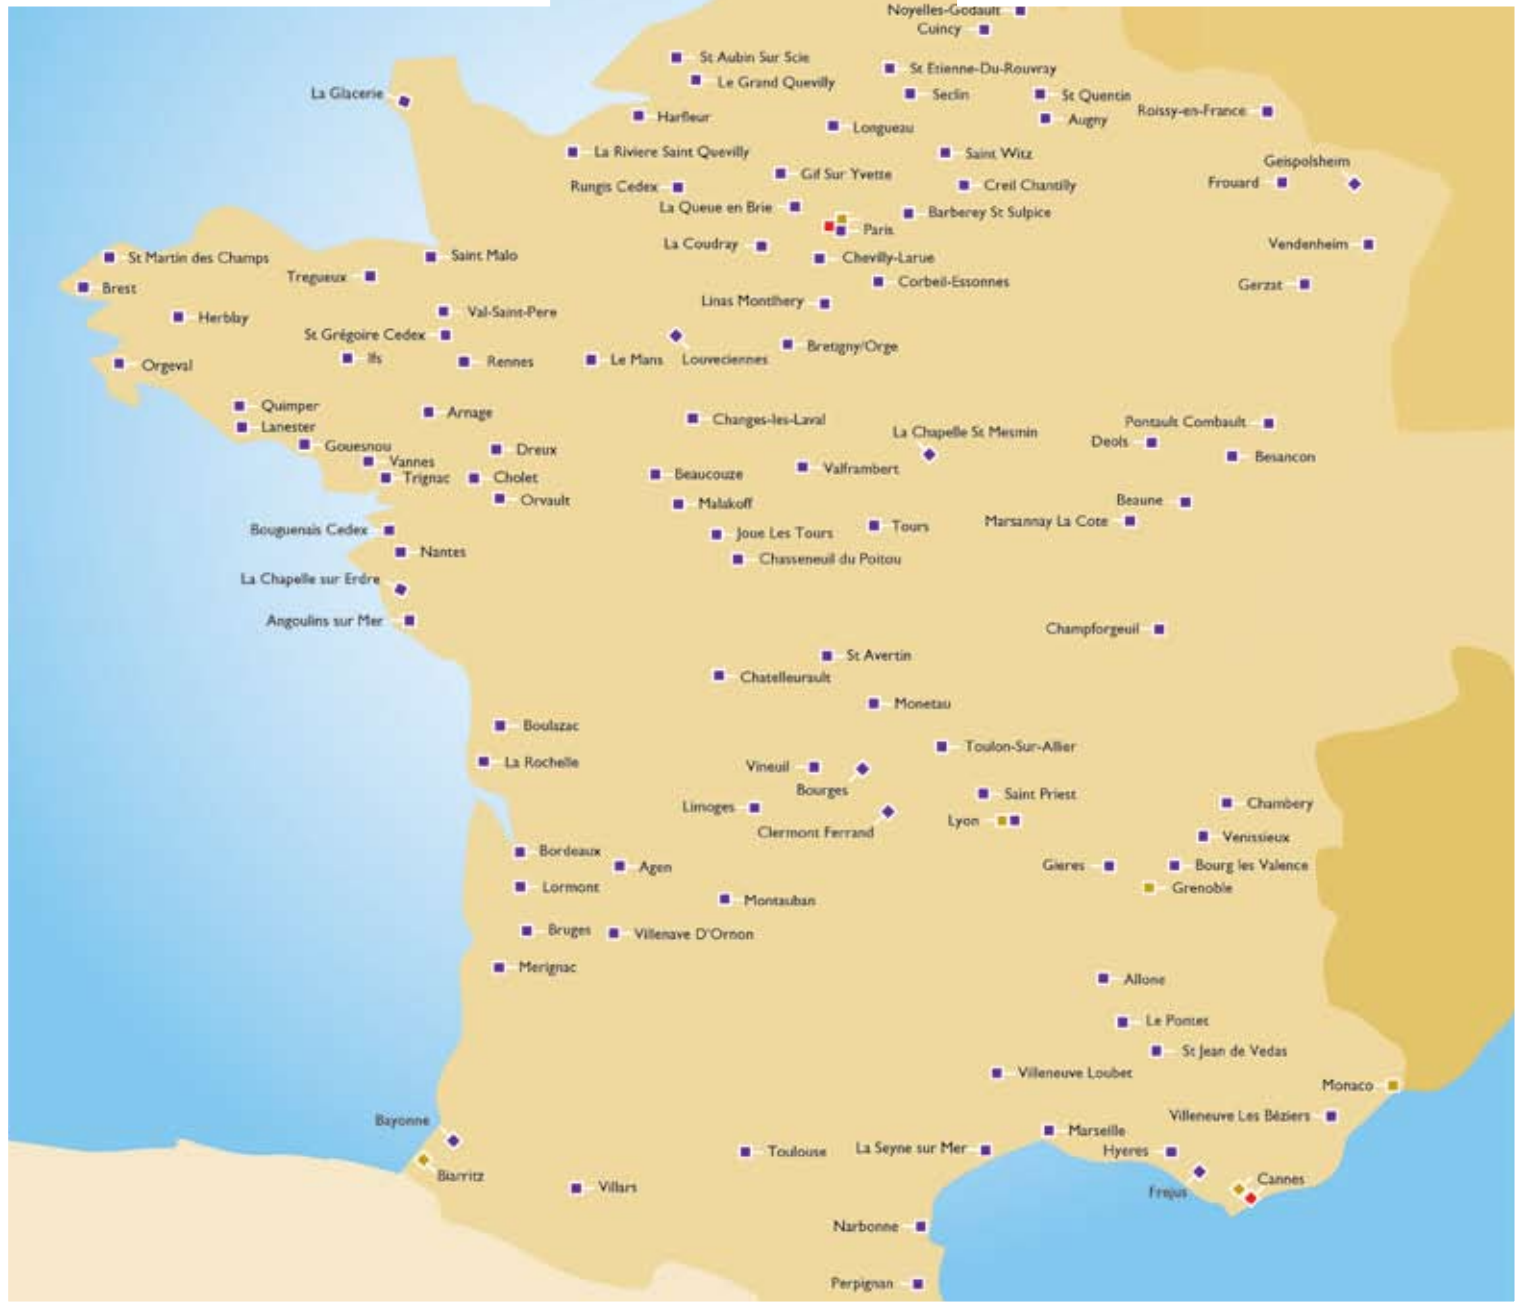 Noyelles-Godault
Cuincy
St Aubin Sur Scie
St Etienne-Du-Rouvray
Le Grand Quevilly
La Glacerie
Seclin
St Quentin
Roissy-en-France
Harfleur
Augny
Longueau
La Riviere Saint Quevilly
Saint Witz
Geispolsheim
Gif Sur Yvette
Rungis Cedex
Creil Chantilly
Frouard
La Queue en Brie
Barberey St Sulpice
Paris
La Coudray
Vendenheim
St Martin des Champs
Saint Malo
Chevilly-Larue
Tregueux
Corbeil-Essonnes
Gerzat
Brest
Linas Montlhery
Herblay
Val-Saint-Pere
St Grégoire Cedex
Bretigny/Orge
Ifs
Rennes
Le Mans
Louveciennes
Orgeval
Quimper
Arnage
Changes-les-Laval
Pontault Combault
Lanester
La Chapelle St Mesmin
Deols
Gouesnou
Dreux
Besancon
Vannes
Valframbert
Trignac
Cholet
Beaucouze
Orvault
Malakoff
Beaune
Marsannay La Cote
Bouguenais Cedex
Joue Les Tours
Tours
Nantes
Chasseneuil du Poitou
La Chapelle sur Erdre
Angoulins sur Mer
Champforgeuil
St Avertin
Chatelleurault
Monetau
Boulazac
Toulon-Sur-Allier
La Rochelle
Vineuil
Bourges
Saint Priest
Limoges
Chambery
Lyon
Clermont Ferrand
Venissieux
Bordeaux
Agen
Gieres
Bourg les Valence
Lormont
Grenoble
Montauban
Bruges
Villenave D'Ornon
Merignac
Allone
Le Pontet
St Jean de Vedas
Villeneuve Loubet
Monaco
Bayonne
Villeneuve Les Béziers
Marseille
Toulouse
La Seyne sur Mer
Hyeres
Biarritz
Cannes
Villars
Frejus
Narbonne
Perpignan